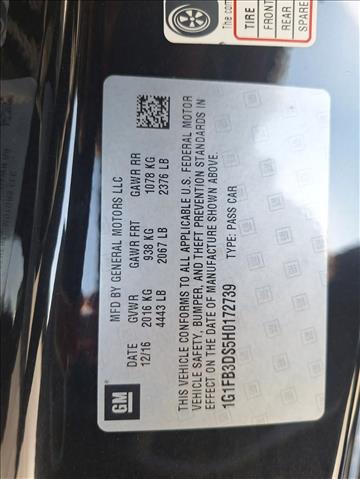 GM
MFD BY GENERAL MOTORS LLC
DATE GVWR GAWR FRT GAWR RR
12/16 2016 KG 938 KG 1078 KG
4443 LB 2067 LB 2376 LB
THIS VEHICLE CONFORMS TO ALL APPLICABLE U.S. FEDERAL MOTOR
VEHICLE SAFETY, BUMPER, AND THEFT PREVENTION STANDARDS IN
EFFECT ON THE DATE OF MANUFACTURE SHOWN ABOVE.
1G1FB3DS5H0172739 TYPE: PASS CAR
The com
TIRE
FRONT
REAR
SPARE